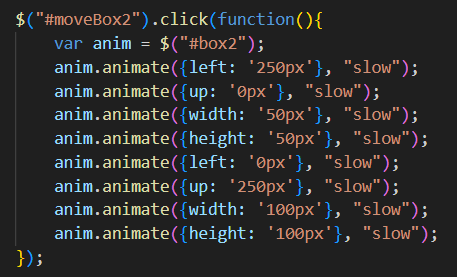 $("#moveBox2").click(function(){
    var anim = $("#box2");
    anim.animate({left: '250px'}, "slow");
    anim.animate({up: '0px'}, "slow");
    anim.animate({width: '50px'}, "slow");
    anim.animate({height: '50px'}, "slow");
    anim.animate({left: '0px'}, "slow");
    anim.animate({up: '250px'}, "slow");
    anim.animate({width: '100px'}, "slow");
    anim.animate({height: '100px'}, "slow");
});